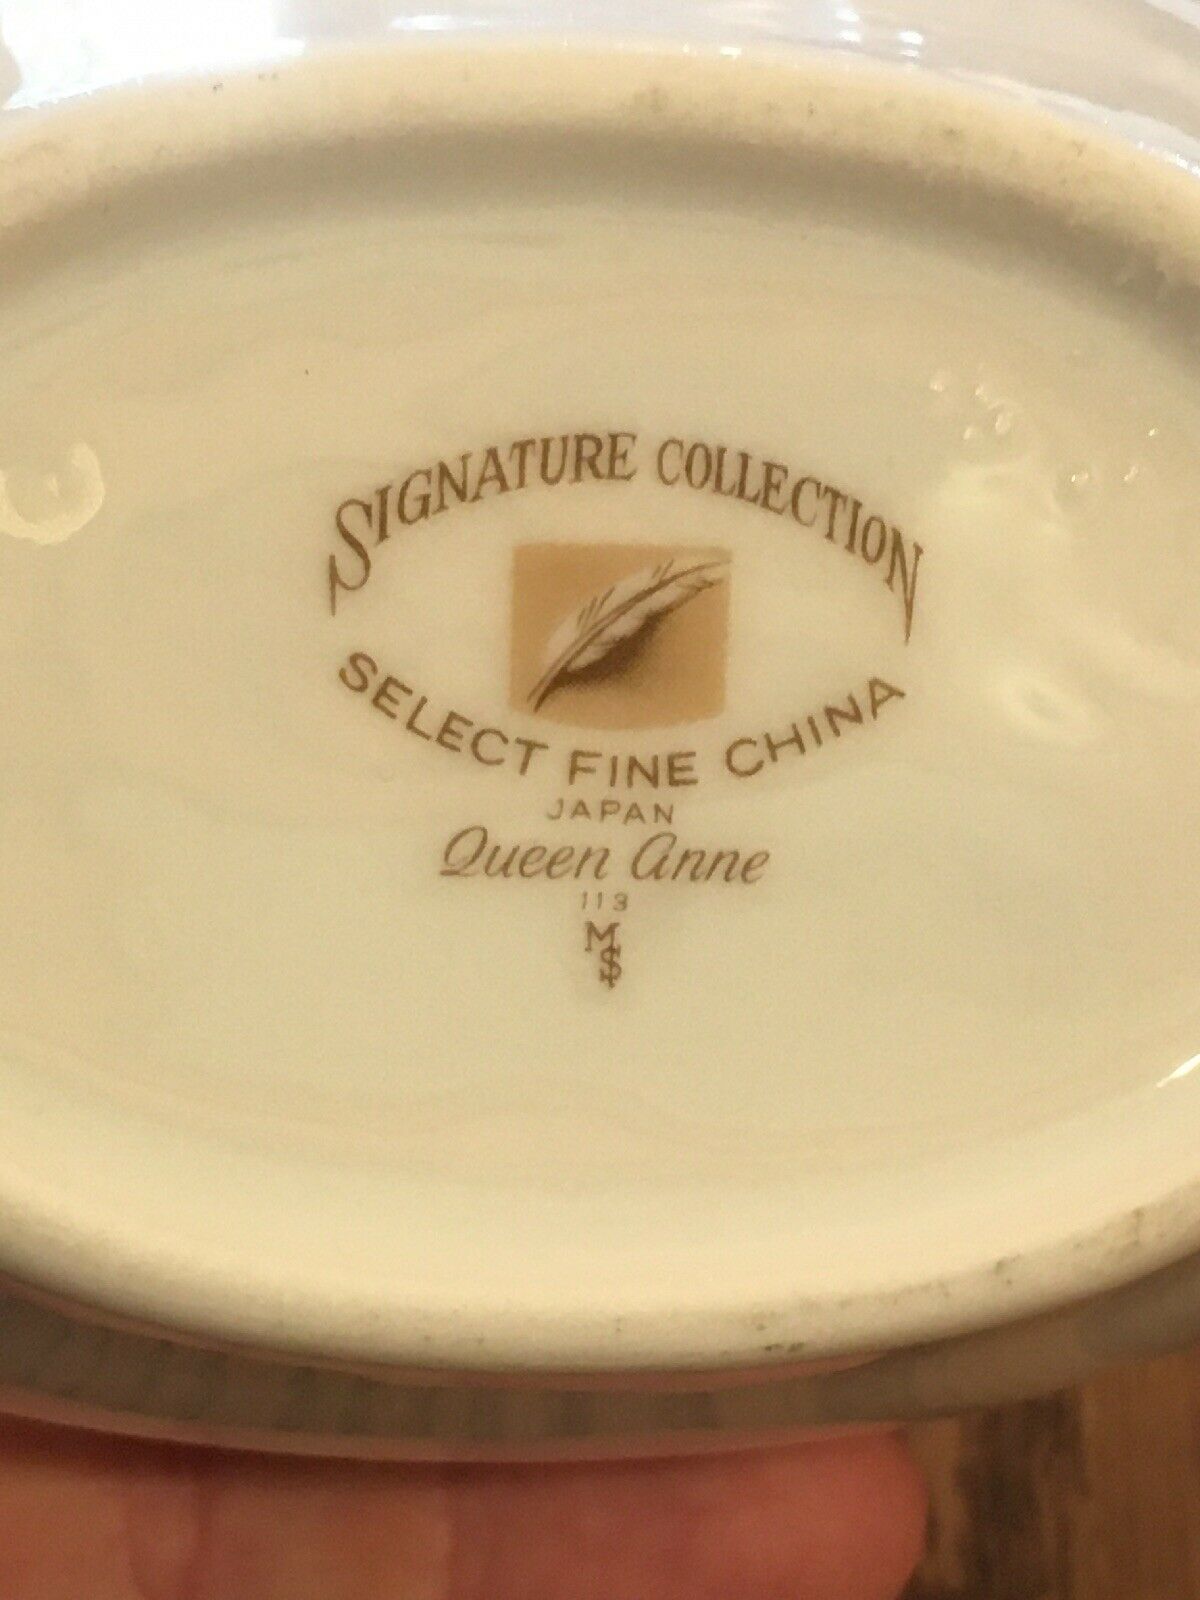 SIGNATURE COLLECTION
SELECT FINE CHINA
JAPAN
Queen Anne
113
M
S